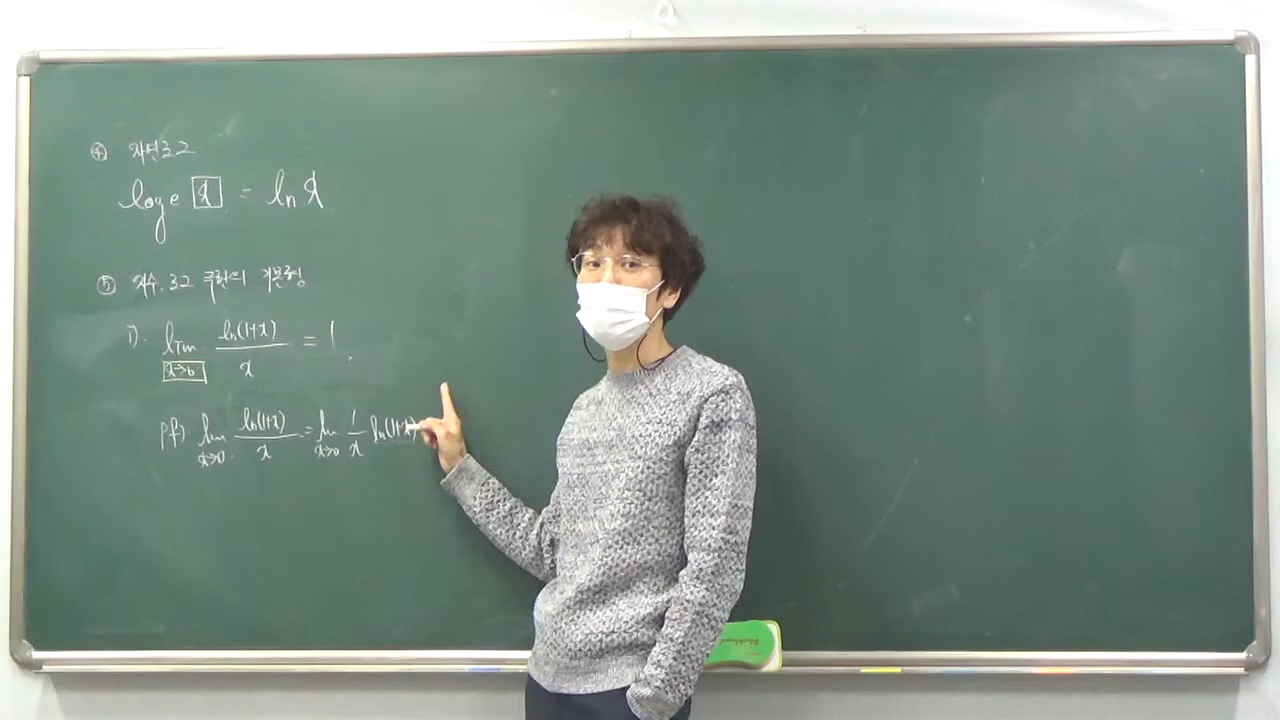 ④ 자연로그
log e x = ln x
⑤ 지수.로그 극한의 기본형
i). lim x→0 ln(1+x) / x = 1.
pf) lim x→0 ln(1+x) / x = lim x→0 1/x ln(1+x)